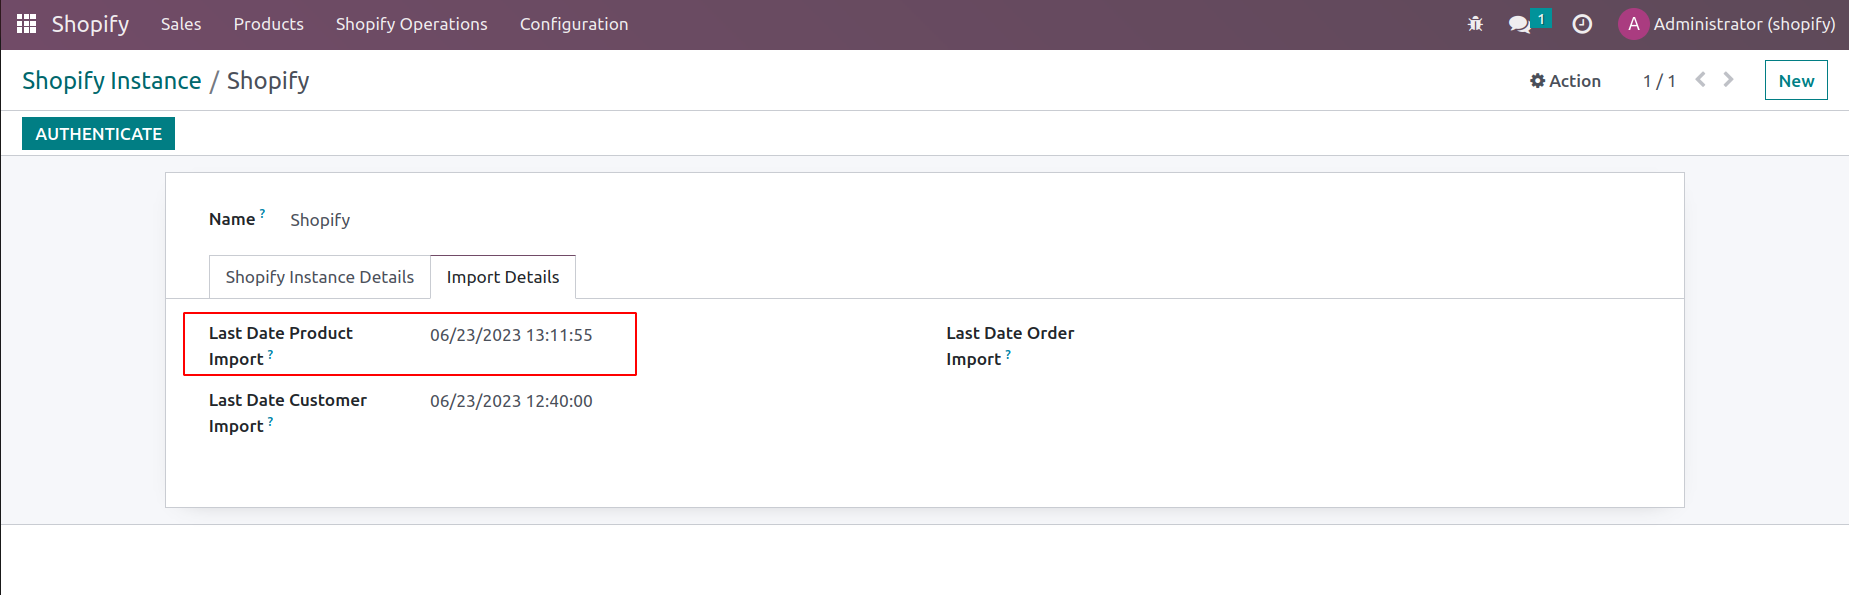 Shopify Sales Products Shopify Operations Configuration 1 A Administrator (shopify)
Shopify Instance / Shopify Action 1 / 1 New
AUTHENTICATE
Name ? Shopify
Shopify Instance Details Import Details
Last Date Product Import ? 06/23/2023 13:11:55
Last Date Order Import ?
Last Date Customer Import ? 06/23/2023 12:40:00